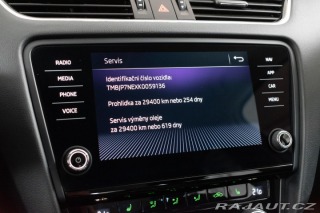 RADIO
MEDIA
PHONE
VOICE
Servis
Identifikační číslo vozidla:
TMBJP7NEXK0059136
Prohlídka za 29400 km nebo 254 dny
Servis výměny oleje
za 29400 km nebo 619 dny
NAV
APP
CAR
MENU
RAJAUT.CZ